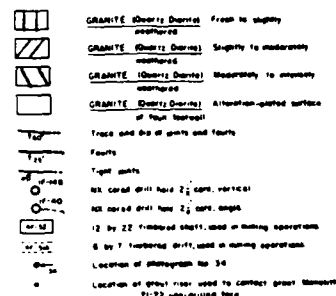 GRANITE (Quartz Diorite) Fresh to slightly
weathered
GRANITE (Quartz Diorite) Slightly to moderately
weathered
GRANITE (Quartz Diorite) Moderately to intensely
weathered
GRANITE (Quartz Diorite) Alteration-plated surface
of fault footwall
Trace and dip of joints and faults
Faults
Tight joints
NX cored drill hole 2 core, vertical
NX cored drill hole 2 core, angle
12 by 22 timbered shaft, used in mining operations
6 by 7 timbered drift, used in mining operations
Location of photograph No 34
Location of grout riser used to contact grout